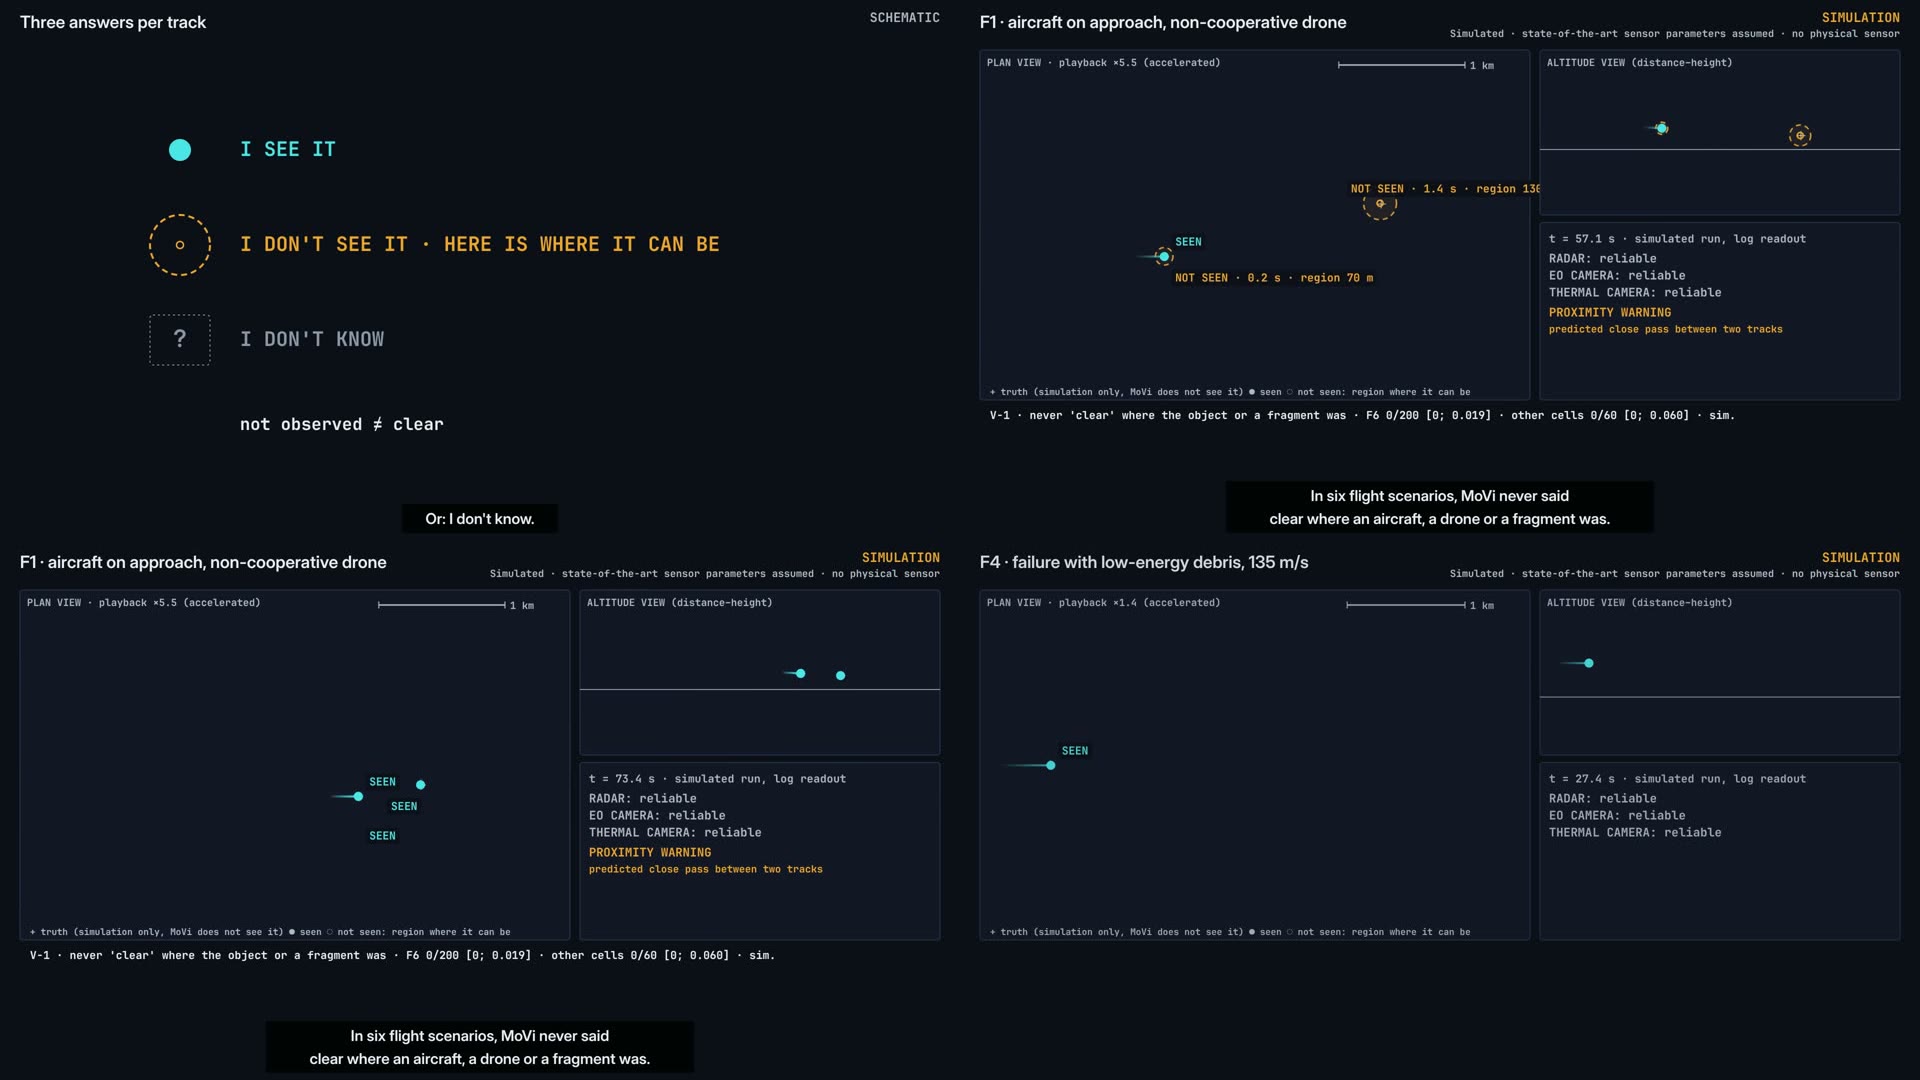 Three answers per track
SCHEMATIC
I SEE IT
I DON'T SEE IT · HERE IS WHERE IT CAN BE
?
I DON'T KNOW
not observed ≠ clear
Or: I don't know.
F1 · aircraft on approach, non-cooperative drone
SIMULATION
Simulated · state-of-the-art sensor parameters assumed · no physical sensor
PLAN VIEW · playback ×5.5 (accelerated)
1 km
NOT SEEN · 1.4 s · region 130
SEEN
NOT SEEN · 0.2 s · region 70 m
+ truth (simulation only, MoVi does not see it) ● seen ○ not seen: region where it can be
ALTITUDE VIEW (distance-height)
t = 57.1 s · simulated run, log readout
RADAR: reliable
EO CAMERA: reliable
THERMAL CAMERA: reliable
PROXIMITY WARNING
predicted close pass between two tracks
V-1 · never 'clear' where the object or a fragment was · F6 0/200 [0; 0.019] · other cells 0/60 [0; 0.060] · sim.
In six flight scenarios, MoVi never said
clear where an aircraft, a drone or a fragment was.
F1 · aircraft on approach, non-cooperative drone
SIMULATION
Simulated · state-of-the-art sensor parameters assumed · no physical sensor
PLAN VIEW · playback ×5.5 (accelerated)
1 km
SEEN
SEEN
SEEN
+ truth (simulation only, MoVi does not see it) ● seen ○ not seen: region where it can be
ALTITUDE VIEW (distance-height)
t = 73.4 s · simulated run, log readout
RADAR: reliable
EO CAMERA: reliable
THERMAL CAMERA: reliable
PROXIMITY WARNING
predicted close pass between two tracks
V-1 · never 'clear' where the object or a fragment was · F6 0/200 [0; 0.019] · other cells 0/60 [0; 0.060] · sim.
In six flight scenarios, MoVi never said
clear where an aircraft, a drone or a fragment was.
F4 · failure with low-energy debris, 135 m/s
SIMULATION
Simulated · state-of-the-art sensor parameters assumed · no physical sensor
PLAN VIEW · playback ×1.4 (accelerated)
1 km
SEEN
+ truth (simulation only, MoVi does not see it) ● seen ○ not seen: region where it can be
ALTITUDE VIEW (distance-height)
t = 27.4 s · simulated run, log readout
RADAR: reliable
EO CAMERA: reliable
THERMAL CAMERA: reliable